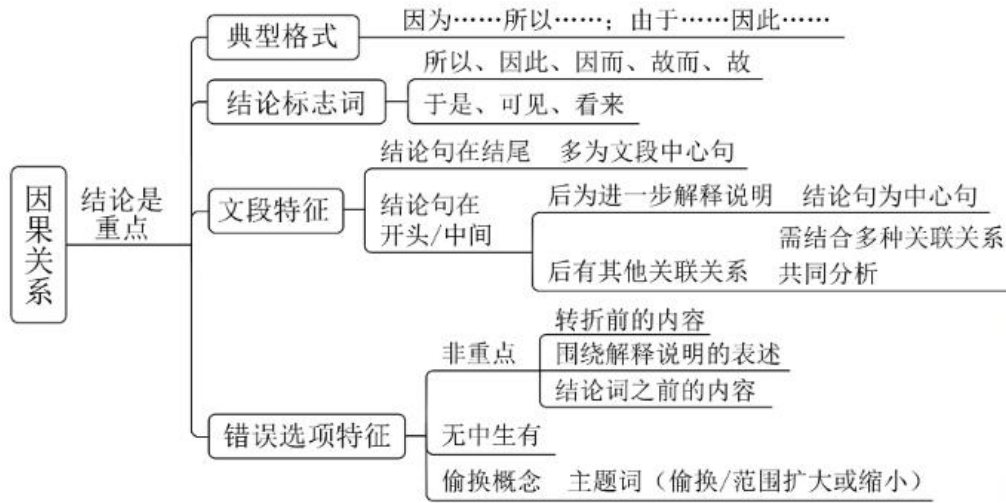 因果关系
结论是
重点
典型格式
因为……所以……；由于……因此……
结论标志词
所以、因此、因而、故而、故
于是、可见、看来
文段特征
结论句在结尾 多为文段中心句
结论句在
开头/中间
后为进一步解释说明 结论句为中心句
后有其他关联关系
需结合多种关联关系
共同分析
错误选项特征
非重点
转折前的内容
围绕解释说明的表述
结论词之前的内容
无中生有
偷换概念 主题词（偷换/范围扩大或缩小）